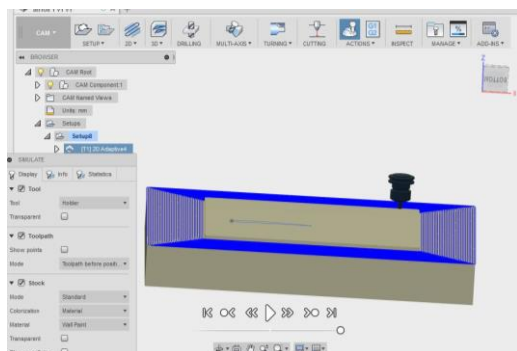 CAM
SETUP
2D
3D
DRILLING
MULTI-AXIS
TURNING
CUTTING
ACTIONS
INSPECT
MANAGE
ADD-INS
BROWSER
CAM Root
CAM Component 1
CAM Named Views
Units: mm
Setups
Setup8
[T1] 2D Adaptive4
SIMULATE
Display Info Statistics
Tool
Tool Holder
Transparent
Toolpath
Show points
Mode Toolpath before positi...
Stock
Mode Standard
Colorization Material
Material Wall Paint
Transparent
Z
BOTTOM
X